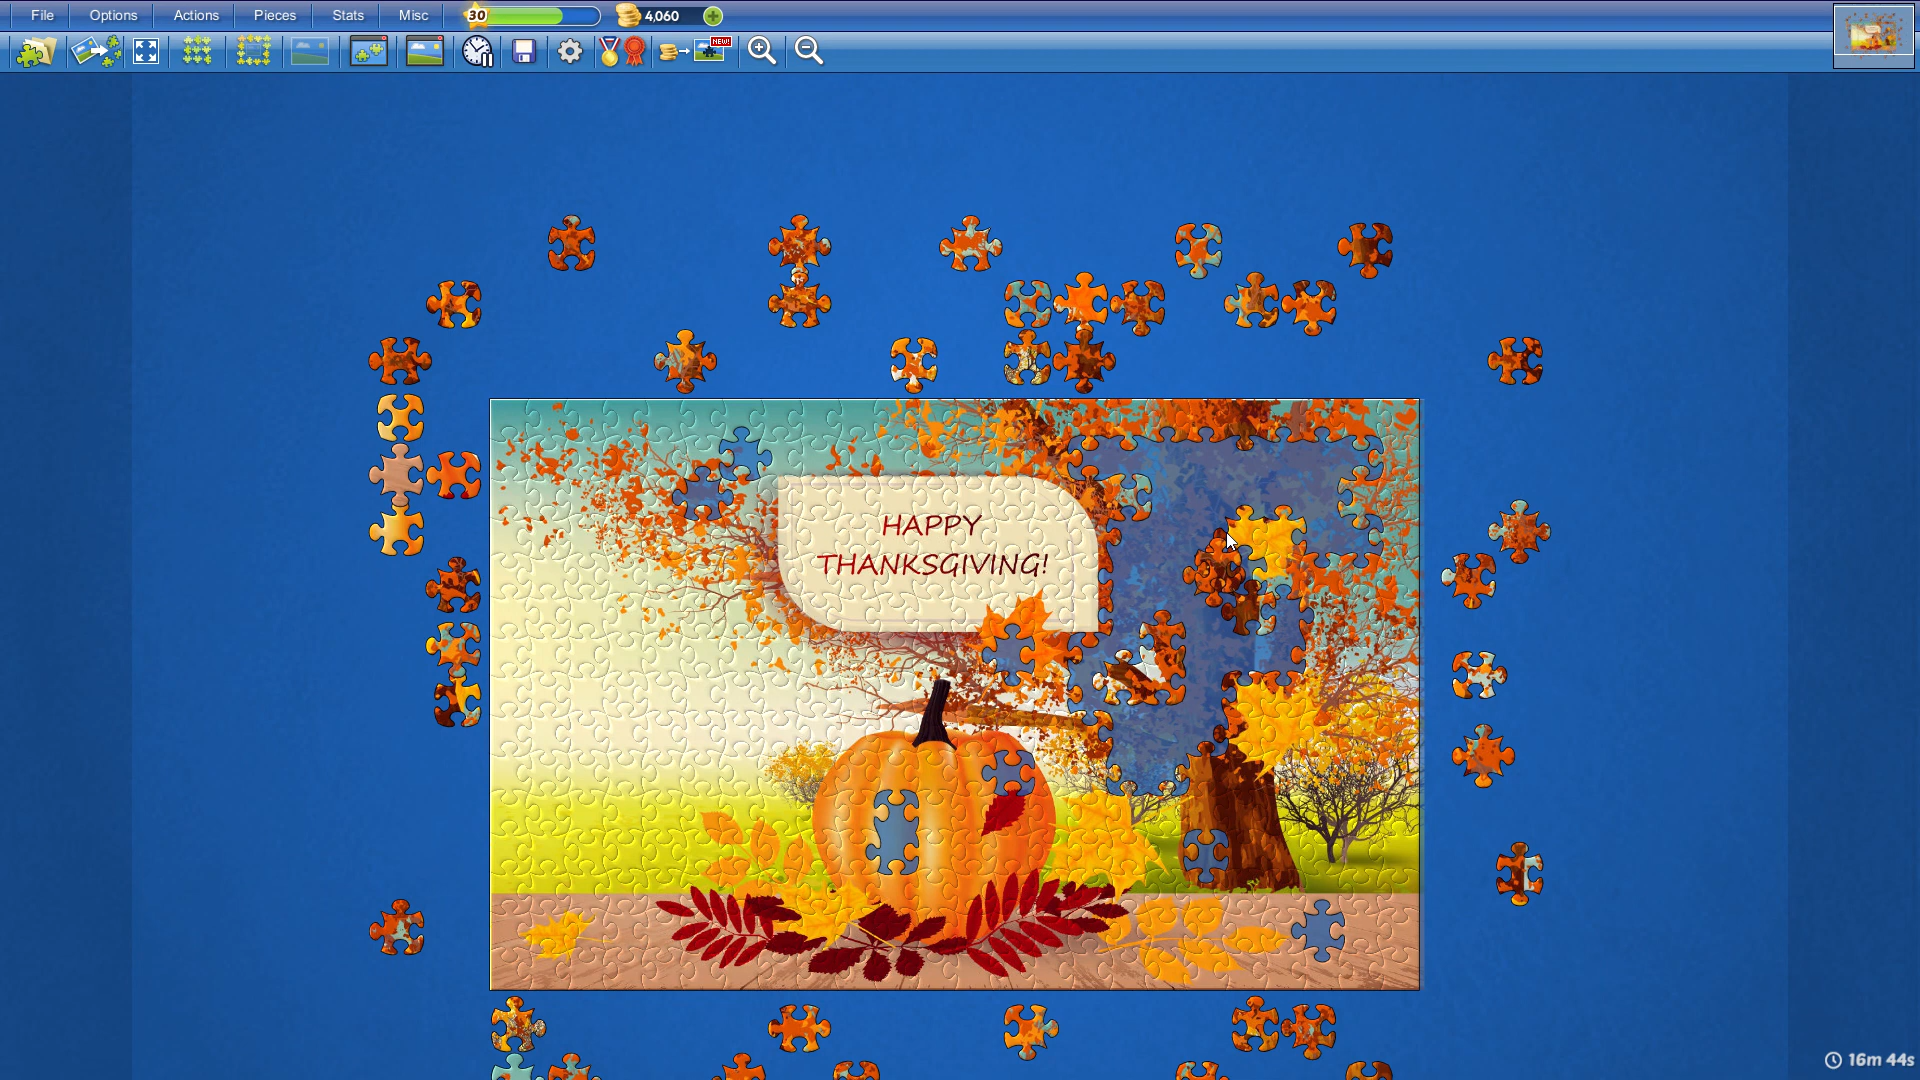 File Options Actions Pieces Stats Misc 30 4,060
NEW!
HAPPY
THANKSGIVING!
16m 44s